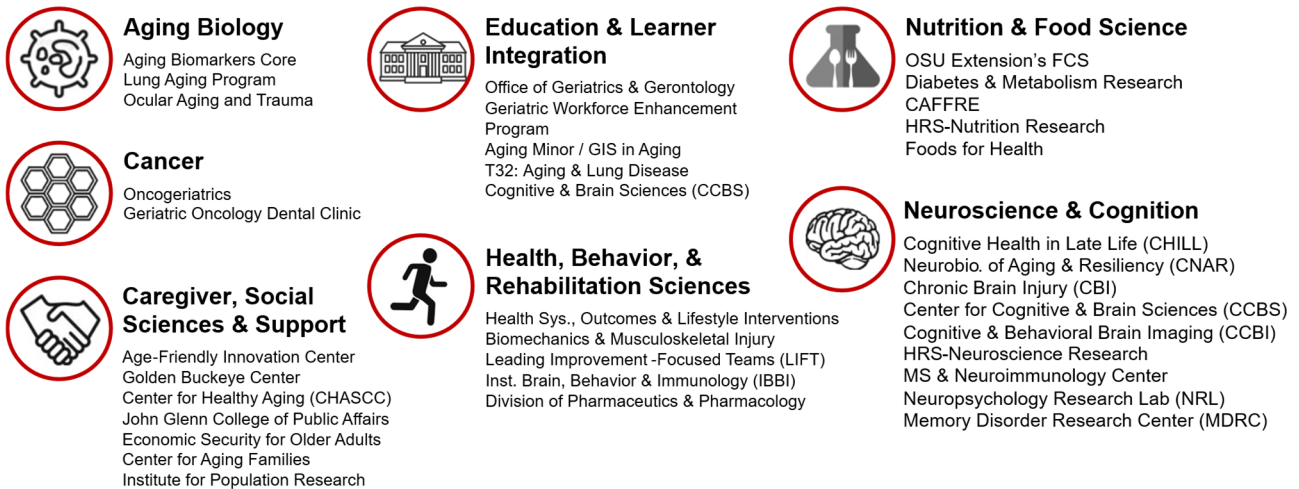 Aging Biology
Aging Biomarkers Core
Lung Aging Program
Ocular Aging and Trauma
Cancer
Oncogeriatrics
Geriatric Oncology Dental Clinic
Caregiver, Social
Sciences & Support
Age-Friendly Innovation Center
Golden Buckeye Center
Center for Healthy Aging (CHASCC)
John Glenn College of Public Affairs
Economic Security for Older Adults
Center for Aging Families
Institute for Population Research
Education & Learner
Integration
Office of Geriatrics & Gerontology
Geriatric Workforce Enhancement
Program
Aging Minor / GIS in Aging
T32: Aging & Lung Disease
Cognitive & Brain Sciences (CCBS)
Health, Behavior, &
Rehabilitation Sciences
Health Sys., Outcomes & Lifestyle Interventions
Biomechanics & Musculoskeletal Injury
Leading Improvement -Focused Teams (LIFT)
Inst. Brain, Behavior & Immunology (IBBI)
Division of Pharmaceutics & Pharmacology
Nutrition & Food Science
OSU Extension's FCS
Diabetes & Metabolism Research
CAFFRE
HRS-Nutrition Research
Foods for Health
Neuroscience & Cognition
Cognitive Health in Late Life (CHILL)
Neurobio. of Aging & Resiliency (CNAR)
Chronic Brain Injury (CBI)
Center for Cognitive & Brain Sciences (CCBS)
Cognitive & Behavioral Brain Imaging (CCBI)
HRS-Neuroscience Research
MS & Neuroimmunology Center
Neuropsychology Research Lab (NRL)
Memory Disorder Research Center (MDRC)